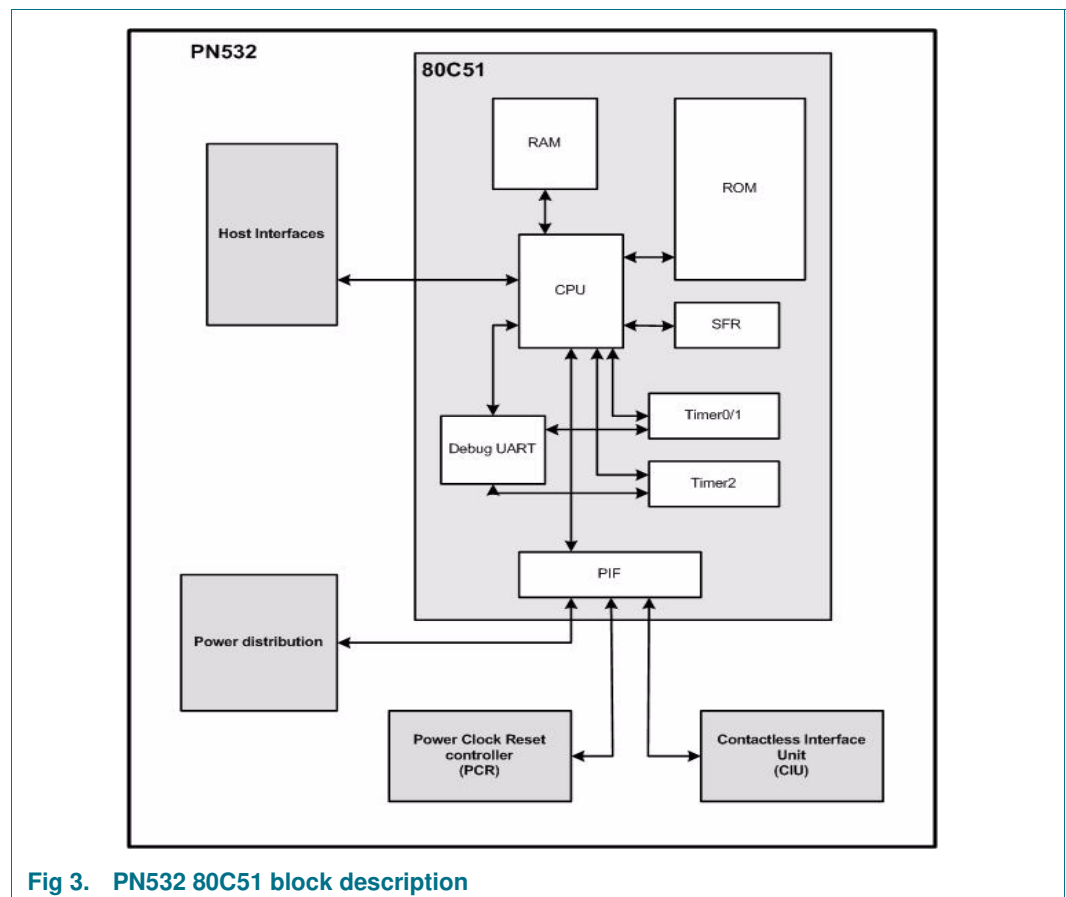 PN532
80C51
RAM
ROM
Host Interfaces
CPU
SFR
Timer0/1
Debug UART
Timer2
PIF
Power distribution
Power Clock Reset
controller
(PCR)
Contactless Interface
Unit
(CIU)
Fig 3. PN532 80C51 block description